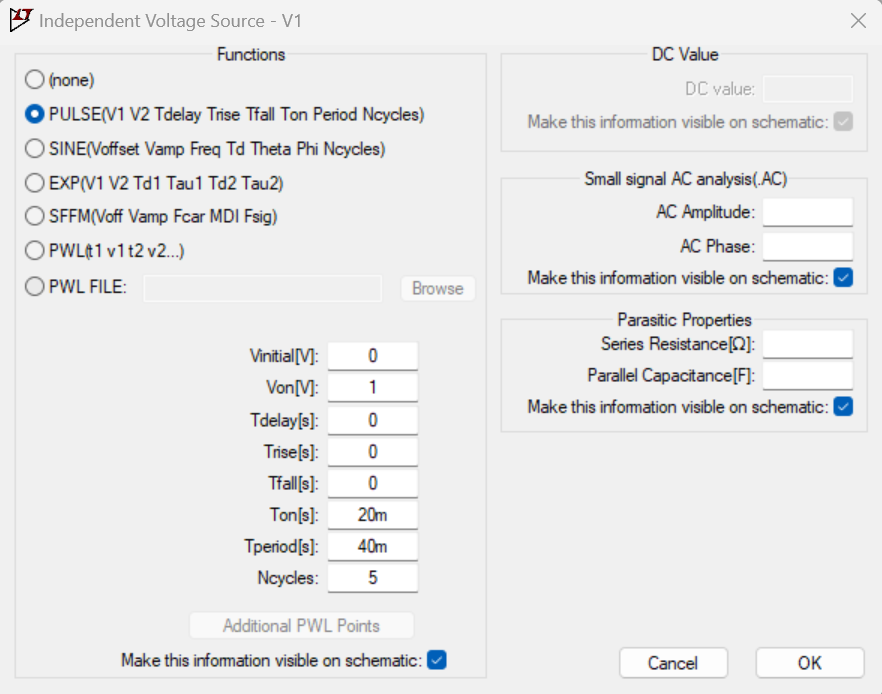 Independent Voltage Source - V1
Functions
(none)
PULSE(V1 V2 Tdelay Trise Tfall Ton Period Ncycles)
SINE(Voffset Vamp Freq Td Theta Phi Ncycles)
EXP(V1 V2 Td1 Tau1 Td2 Tau2)
SFFM(Voff Vamp Fcar MDI Fsig)
PWL(t1 v1 t2 v2...)
PWL FILE: Browse
Vinitial[V]: 0
Von[V]: 1
Tdelay[s]: 0
Trise[s]: 0
Tfall[s]: 0
Ton[s]: 20m
Tperiod[s]: 40m
Ncycles: 5
Additional PWL Points
Make this information visible on schematic:
DC Value
DC value:
Make this information visible on schematic:
Small signal AC analysis(.AC)
AC Amplitude:
AC Phase:
Make this information visible on schematic:
Parasitic Properties
Series Resistance[Ω]:
Parallel Capacitance[F]:
Make this information visible on schematic:
Cancel OK